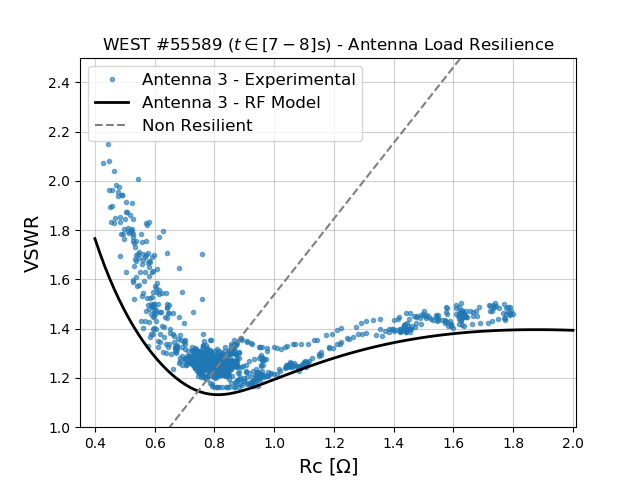 WEST #55589 (t ∈ [7 − 8]s) - Antenna Load Resilience
Antenna 3 - Experimental
Antenna 3 - RF Model
Non Resilient
VSWR
2.4
2.2
2.0
1.8
1.6
1.4
1.2
1.0
0.4 0.6 0.8 1.0 1.2 1.4 1.6 1.8 2.0
Rc [Ω]